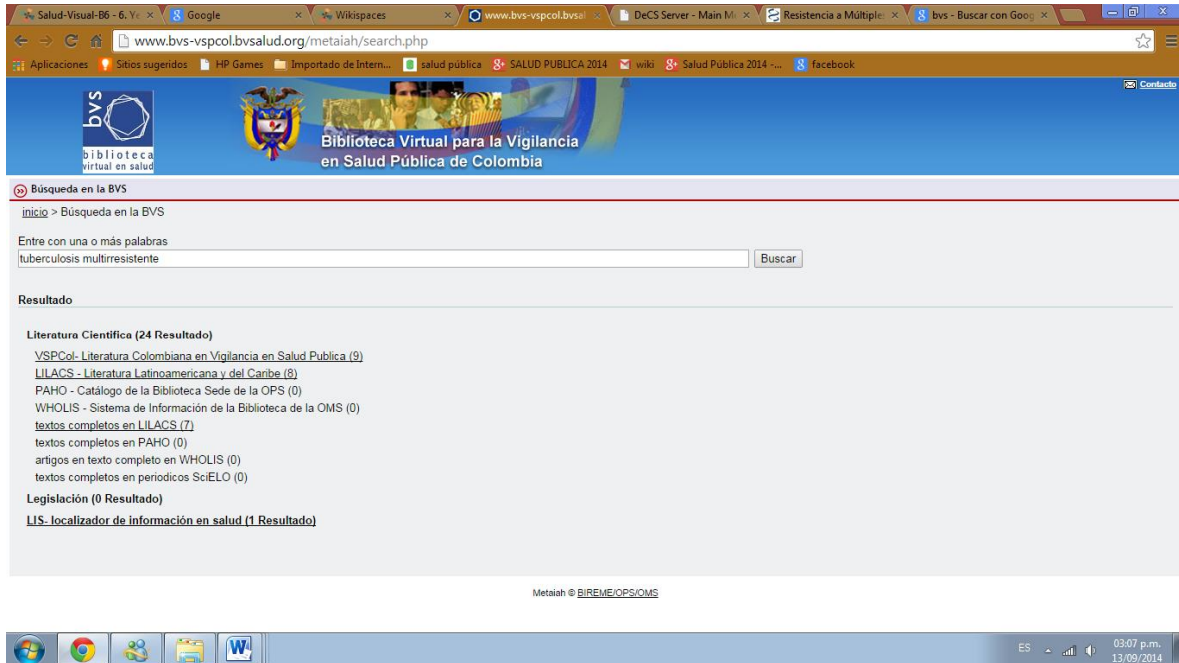 Salud-Visual-B6 - 6. Ye
Google
Wikispaces
www.bvs-vspcol.bvsal
DeCS Server - Main M
Resistencia a Múltiple
bvs - Buscar con Goog
www.bvs-vspcol.bvsalud.org/metaiah/search.php
Aplicaciones
Sitios sugeridos
HP Games
Importado de Intern...
salud pública
SALUD PUBLICA 2014
wiki
Salud Pública 2014 -...
facebook
Contacto
bvs
biblioteca
virtual en salud
Biblioteca Virtual para la Vigilancia
en Salud Pública de Colombia
Búsqueda en la BVS
inicio > Búsqueda en la BVS
Entre con una o más palabras
tuberculosis multirresistente
Buscar
Resultado
Literatura Científica (24 Resultado)
VSPCol- Literatura Colombiana en Vigilancia en Salud Publica (9)
LILACS - Literatura Latinoamericana y del Caribe (8)
PAHO - Catálogo de la Biblioteca Sede de la OPS (0)
WHOLIS - Sistema de Información de la Biblioteca de la OMS (0)
textos completos en LILACS (7)
textos completos en PAHO (0)
artigos en texto completo en WHOLIS (0)
textos completos en periodicos SciELO (0)
Legislación (0 Resultado)
LIS- localizador de información en salud (1 Resultado)
Metaiah © BIREME/OPS/OMS
ES
03:07 p.m.
13/09/2014